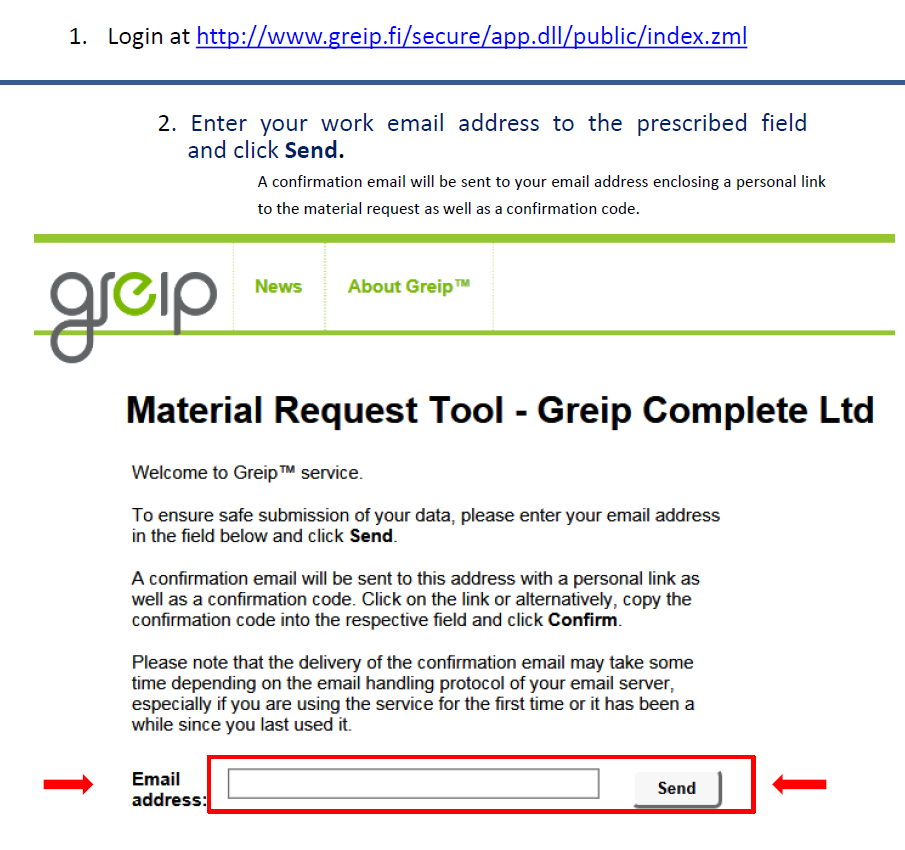 1. Login at http://www.greip.fi/secure/app.dll/public/index.zml
2. Enter your work email address to the prescribed field
and click Send.
A confirmation email will be sent to your email address enclosing a personal link
to the material request as well as a confirmation code.
greip
News
About Greip™
Material Request Tool - Greip Complete Ltd
Welcome to Greip™ service.
To ensure safe submission of your data, please enter your email address
in the field below and click Send.
A confirmation email will be sent to this address with a personal link as
well as a confirmation code. Click on the link or alternatively, copy the
confirmation code into the respective field and click Confirm.
Please note that the delivery of the confirmation email may take some
time depending on the email handling protocol of your email server,
especially if you are using the service for the first time or it has been a
while since you last used it.
Email
address:
Send